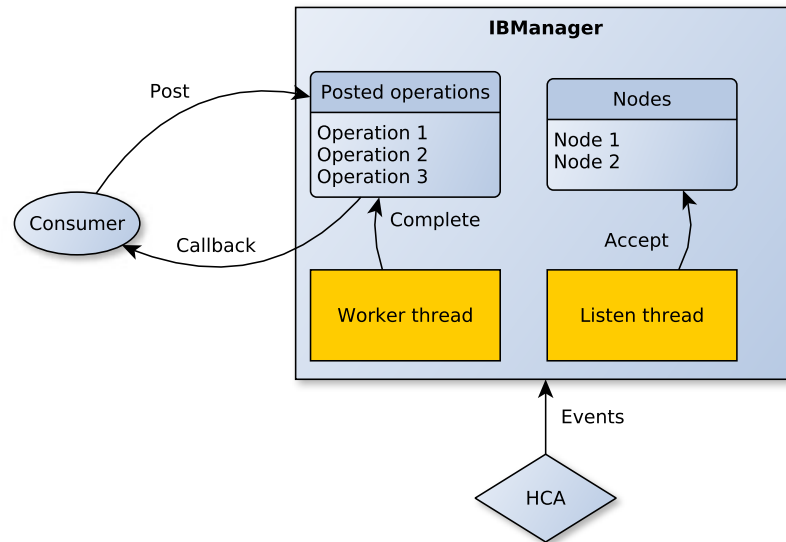 IBManager
Post
Posted operations
Operation 1
Operation 2
Operation 3
Nodes
Node 1
Node 2
Consumer
Callback
Complete
Accept
Worker thread
Listen thread
Events
HCA